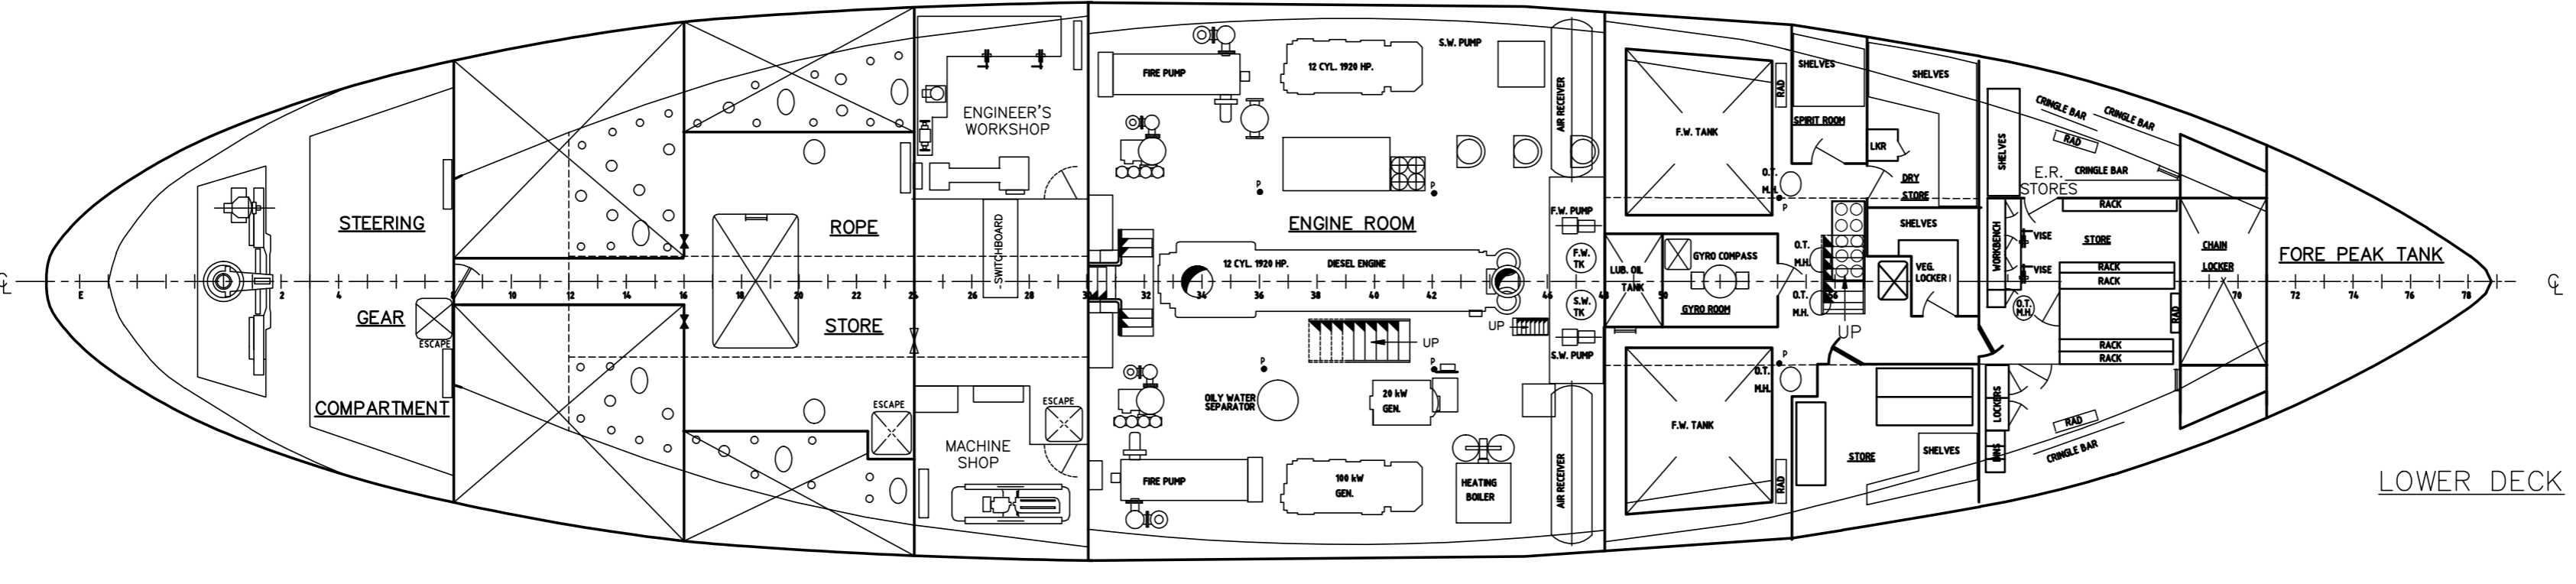 STEERING
GEAR
ESCAPE
COMPARTMENT
ROPE
STORE
ESCAPE
ENGINEER'S
WORKSHOP
SWITCHBOARD
MACHINE
SHOP
ESCAPE
FIRE PUMP
12 CYL. 1920 HP.
S.W. PUMP
AIR RECEIVER
P
P
ENGINE ROOM
F.W. PUMP
12 CYL. 1920 HP.
DIESEL ENGINE
F.W.
TK
S.W.
TK
UP
UP
S.W. PUMP
P
P
OILY WATER
SEPARATOR
20 kW
GEN.
FIRE PUMP
100 kW
GEN.
HEATING
BOILER
AIR RECEIVER
F.W. TANK
RAD
LUB. OIL
TANK
GYRO COMPASS
GYRO ROOM
F.W. TANK
RAD
O.T.
M.H.
P
O.T.
M.H.
O.T.
M.H.
P
O.T.
M.H.
UP
SHELVES
SPIRIT ROOM
SHELVES
LKR
DRY
STORE
SHELVES
VEG.
LOCKER
STORE
SHELVES
SHELVES
WORKBENCH
VISE
VISE
O.T.
M.H.
LOCKERS
BINS
CRINGLE BAR
CRINGLE BAR
RAD
CRINGLE BAR
E.R.
STORES
RACK
STORE
RACK
RACK
RAD
RACK
RACK
RAD
CRINGLE BAR
CHAIN
LOCKER
FORE PEAK TANK
E 2 4 10 12 14 16 18 20 22 24 26 28 30 32 34 36 38 40 42 46 48 50 56 70 72 74 76 78
LOWER DECK